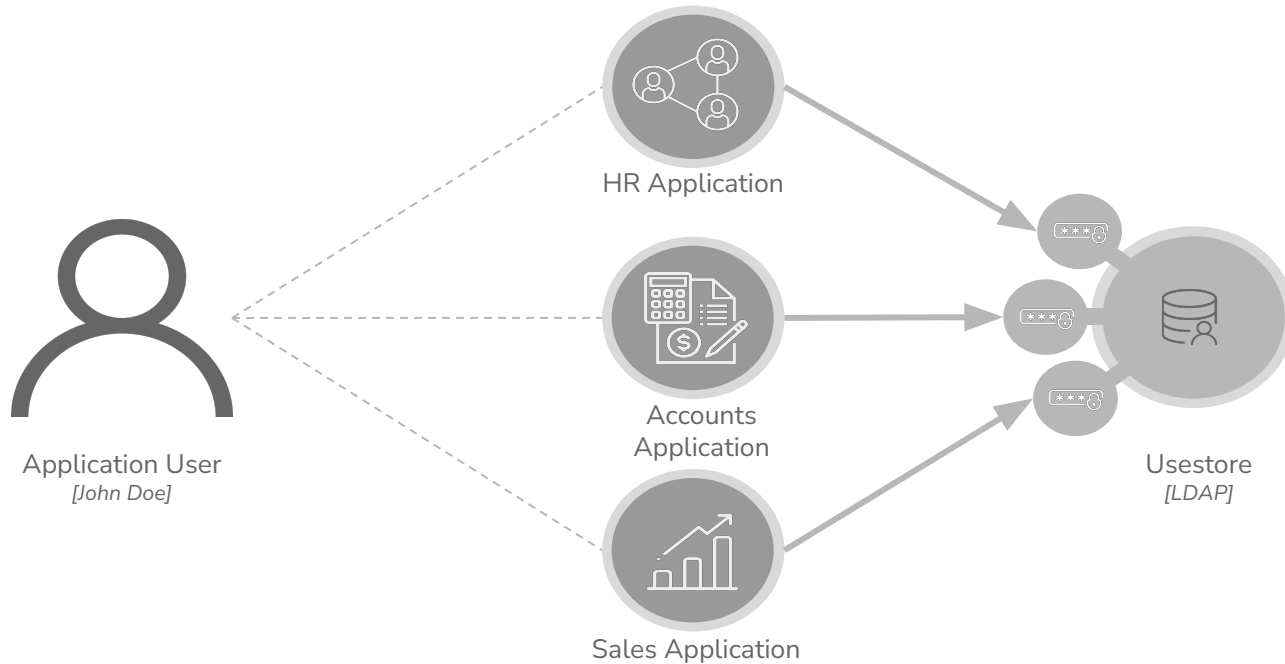 HR Application
Accounts
Application
Application User
[John Doe]
Usestore
[LDAP]
Sales Application